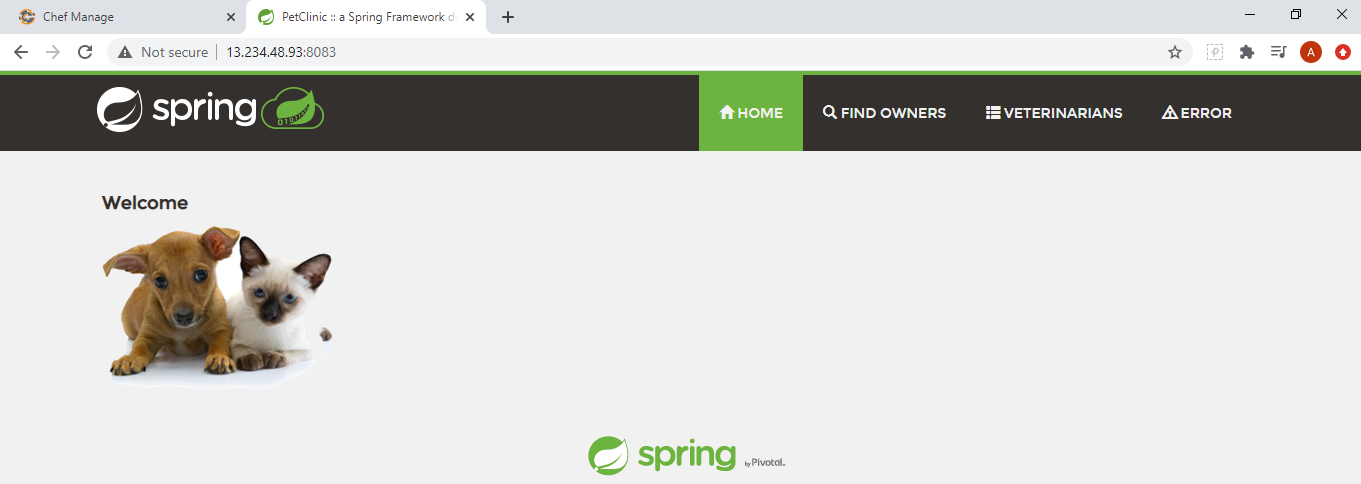 Chef Manage
PetClinic :: a Spring Framework d
Not secure 13.234.48.93:8083
A
spring
HOME FIND OWNERS VETERINARIANS ERROR
Welcome
spring by Pivotal